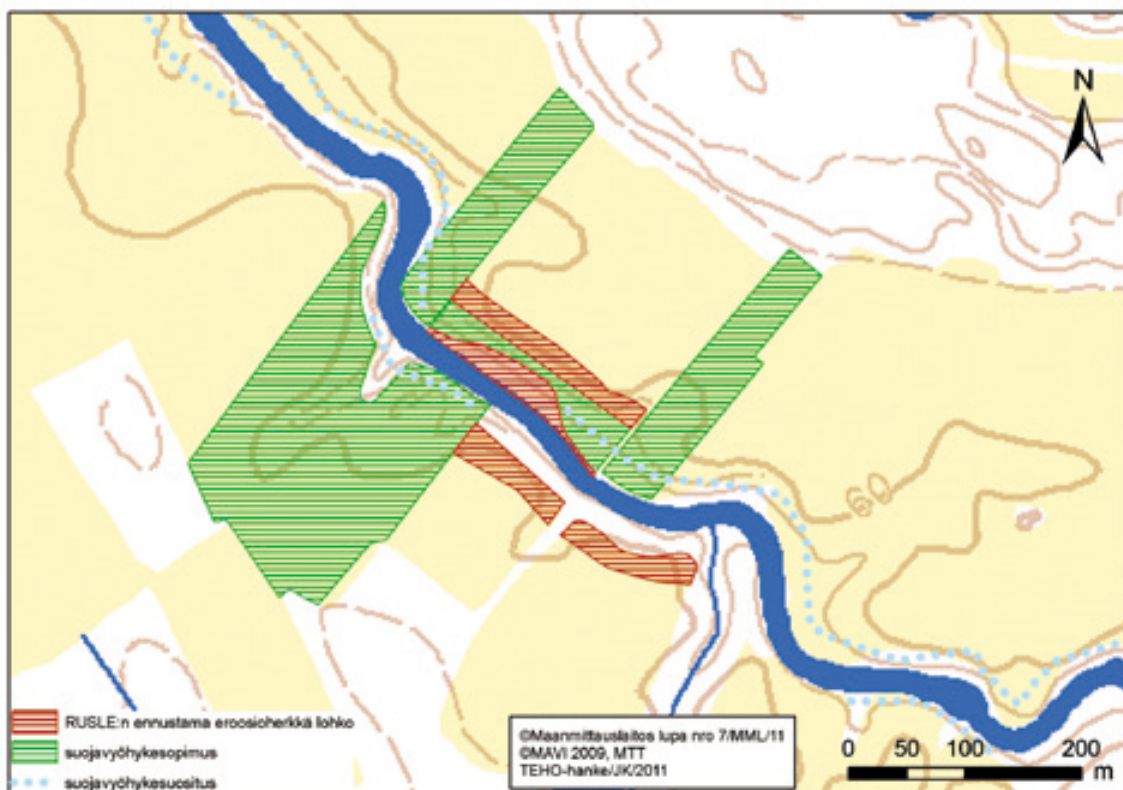 N
60
RUSLE:n ennustama eroosioherkkä lohko
suojavyöhykesopimus
suojavyöhykesuositus
©Maanmittauslaitos lupa nro 7/MML/11
©MAVI 2009, MTT
TEHO-hanke/JK/2011
0 50 100 200
m